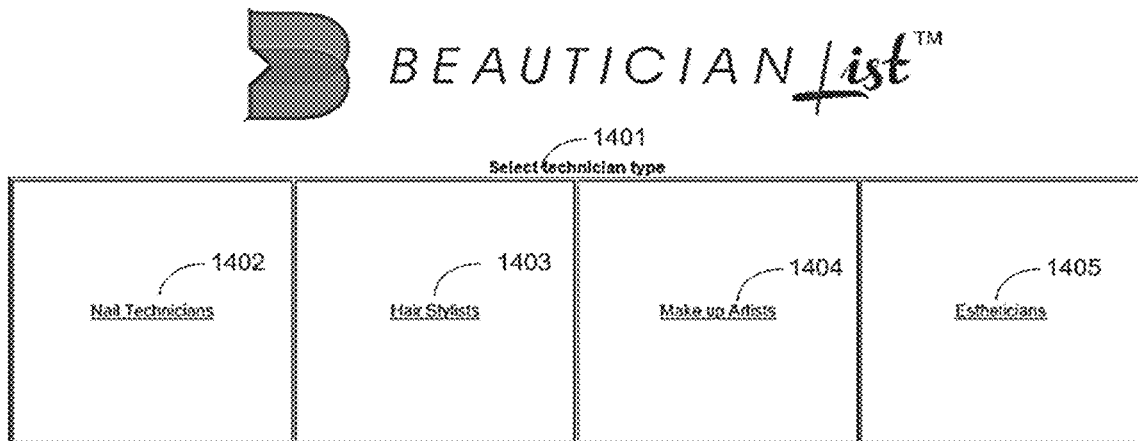 BEAUTICIAN List™
1401
Select technician type
1402 1403 1404 1405
Nail Technicians Hair Stylists Make up Artists Estheticians